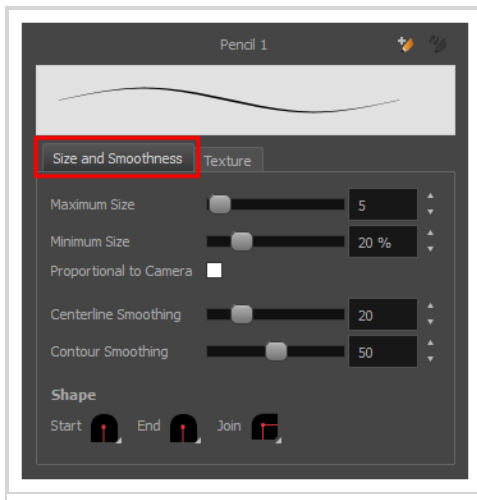 Pencil 1
Size and Smoothness Texture
Maximum Size 5
Minimum Size 20 %
Proportional to Camera
Centerline Smoothing 20
Contour Smoothing 50
Shape
Start End Join